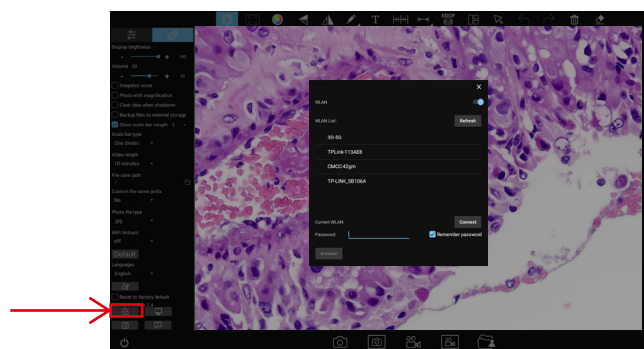 T
EDOF
Display brightness
- + 100
Volume
- +
Snapshot voice
Photo with magnification
Clear data when shutdown
Backup files to external storage
Show scale bar Length
Scale bar type
One division
Video length
10 minutes
File save path
/
Custom file name prefix
No
Photo file type
.jpg
WiFi hotspot
off
Default
Languages
English
Reset to factory default
X
WLAN
WLAN List:
Refresh
TPLink-113AE8
CMCC-42gm
TP-LINK_5B106A
Current WLAN:
Connect
Password:
Remember password